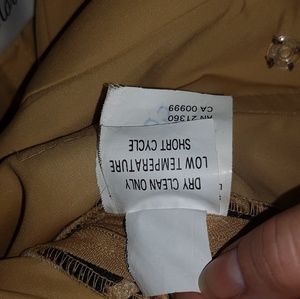 DRY CLEAN ONLY
LOW TEMPERATURE
SHORT CYCLE
RN 21360
CA 00999